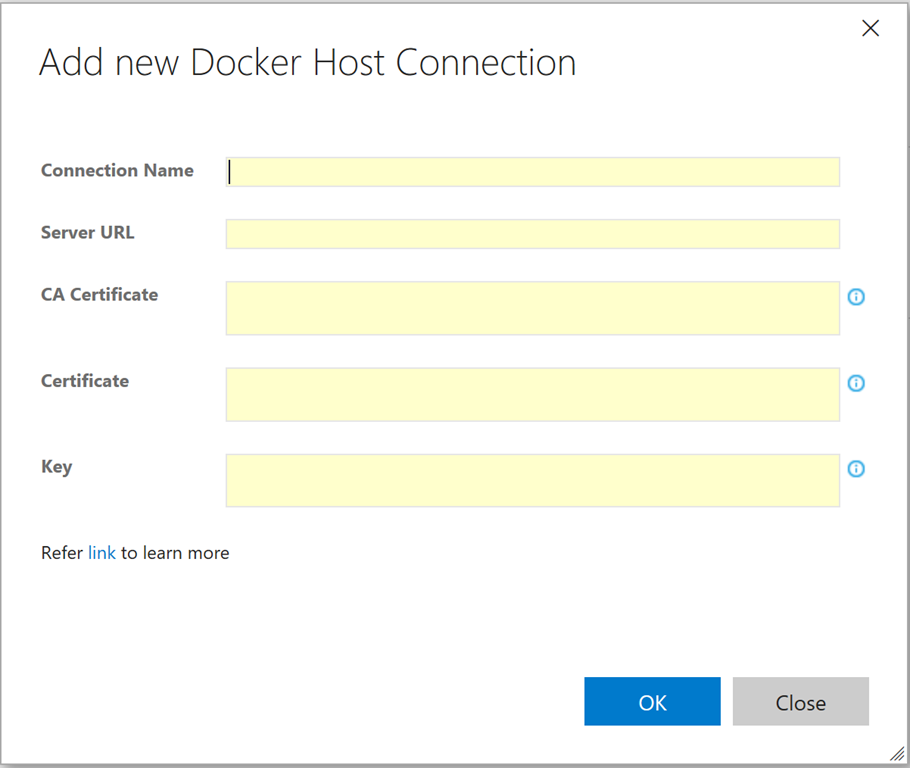 Add new Docker Host Connection
Connection Name
Server URL
CA Certificate
Certificate
Key
Refer link to learn more
OK
Close